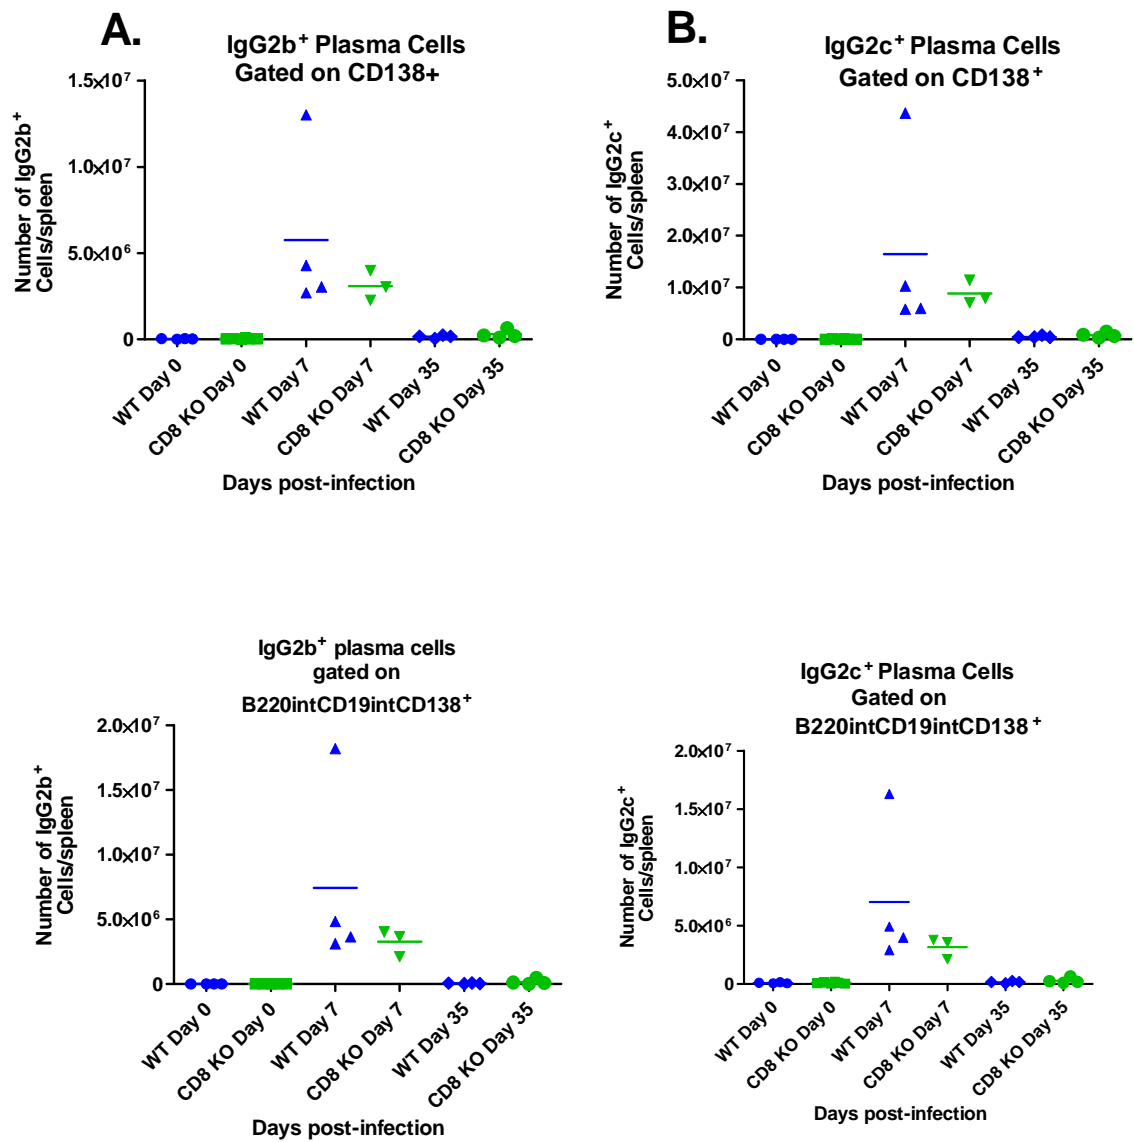 A.
IgG2b⁺ Plasma Cells
Gated on CD138+
Number of IgG2b⁺
Cells/spleen
1.5×10⁷
1.0×10⁷
5.0×10⁶
0
WT Day 0
CD8 KO Day 0
WT Day 7
CD8 KO Day 7
WT Day 35
CD8 KO Day 35
Days post-infection
B.
IgG2c⁺ Plasma Cells
Gated on CD138⁺
Number of IgG2c⁺
Cells/spleen
5.0×10⁷
4.0×10⁷
3.0×10⁷
2.0×10⁷
1.0×10⁷
0
WT Day 0
CD8 KO Day 0
WT Day 7
CD8 KO Day 7
WT Day 35
CD8 KO Day 35
Days post-infection
IgG2b⁺ plasma cells
gated on
B220intCD19intCD138⁺
Number of IgG2b⁺
Cells/spleen
2.0×10⁷
1.5×10⁷
1.0×10⁷
5.0×10⁶
0
WT Day 0
CD8 KO Day 0
WT Day 7
CD8 KO Day 7
WT Day 35
CD8 KO Day 35
Days post-infection
IgG2c⁺ Plasma Cells
Gated on
B220intCD19intCD138⁺
Number of IgG2c⁺
Cells/spleen
2.0×10⁷
1.5×10⁷
1.0×10⁷
5.0×10⁶
0
WT Day 0
CD8 KO Day 0
WT Day 7
CD8 KO Day 7
WT Day 35
CD8 KO Day 35
Days post-infection